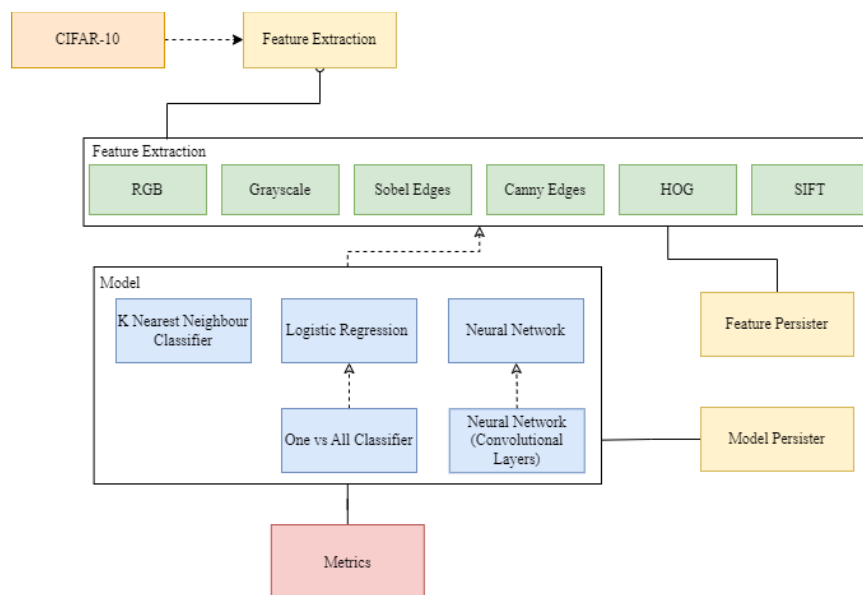 CIFAR-10
Feature Extraction
Feature Extraction
RGB
Grayscale
Sobel Edges
Canny Edges
HOG
SIFT
Model
K Nearest Neighbour
Classifier
Logistic Regression
Neural Network
Feature Persister
One vs All Classifier
Neural Network
(Convolutional
Layers)
Model Persister
Metrics